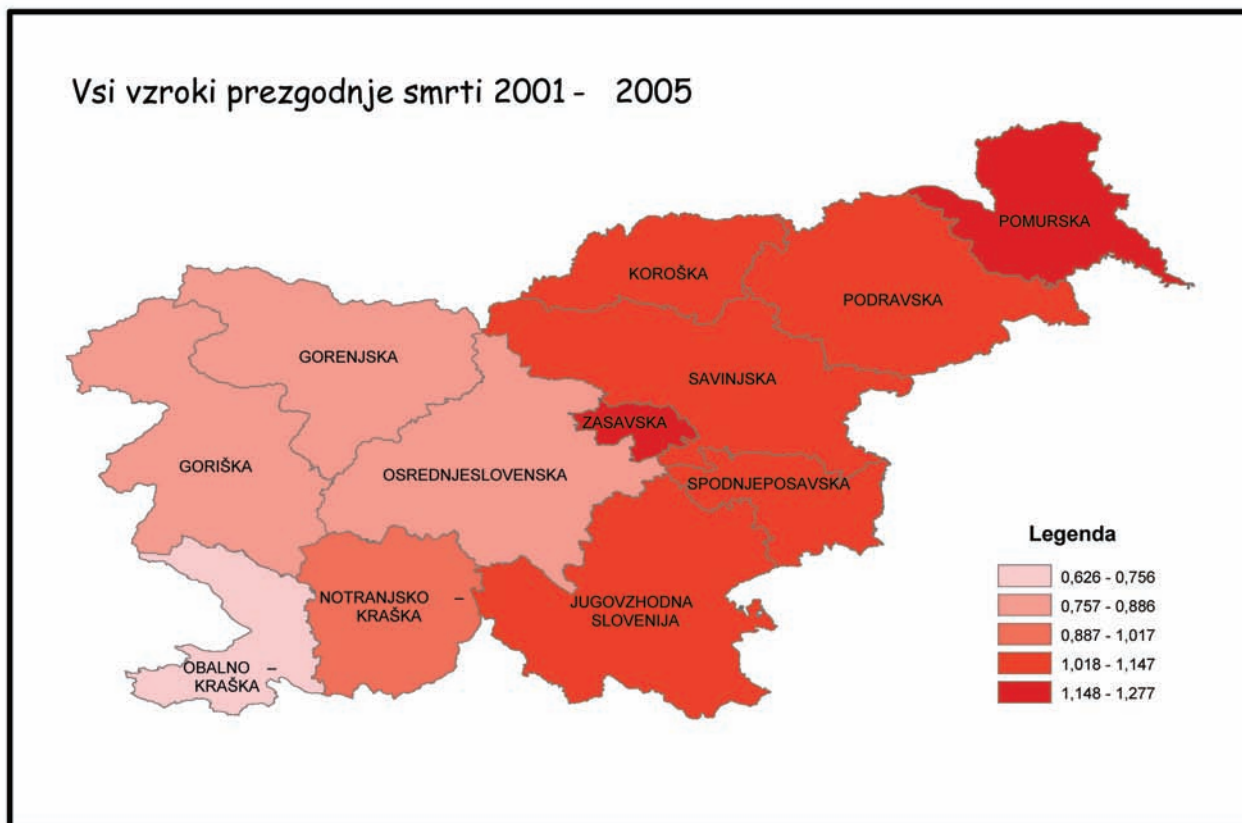 Vsi vzroki prezgodnje smrti 2001 - 2005
POMURSKA
KOROŠKA
PODRAVSKA
GORENJSKA
SAVINJSKA
ZASAVSKA
GORIŠKA
OSREDNJESLOVENSKA
SPODNJEPOSAVSKA
NOTRANJSKO –
KRAŠKA
JUGOVZHODNA
SLOVENIJA
OBALNO –
KRAŠKA
Legenda
0,626 - 0,756
0,757 - 0,886
0,887 - 1,017
1,018 - 1,147
1,148 - 1,277